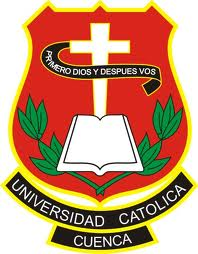 PRIMERO DIOS Y DESPUES VOS
UNIVERSIDAD CATOLICA
CUENCA